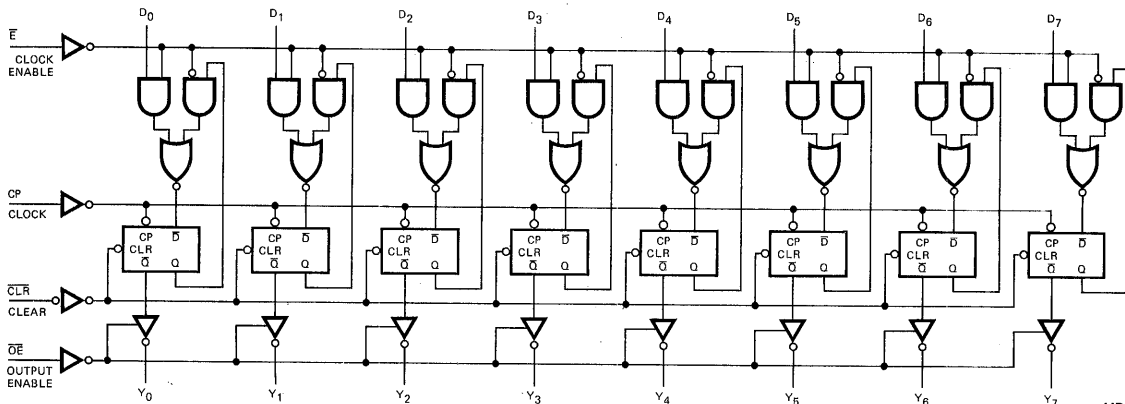 D0 D1 D2 D3 D4 D5 D6 D7
E̅
CLOCK
ENABLE
CP
CLOCK
CP D̅ CP D̅ CP D̅ CP D̅ CP D̅ CP D̅ CP D̅ CP D̅
CLR CLR CLR CLR CLR CLR CLR CLR
Q̅ Q Q̅ Q Q̅ Q Q̅ Q Q̅ Q Q̅ Q Q̅ Q Q̅ Q
C̅L̅R̅
CLEAR
O̅E̅
OUTPUT
ENABLE
Y0 Y1 Y2 Y3 Y4 Y5 Y6 Y7